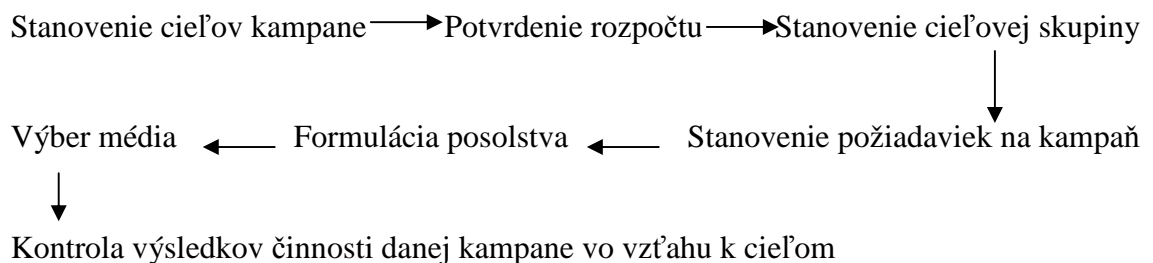 Stanovenie cieľov kampane Potvrdenie rozpočtu Stanovenie cieľovej skupiny
Výber média Formulácia posolstva Stanovenie požiadaviek na kampaň
Kontrola výsledkov činnosti danej kampane vo vzťahu k cieľom